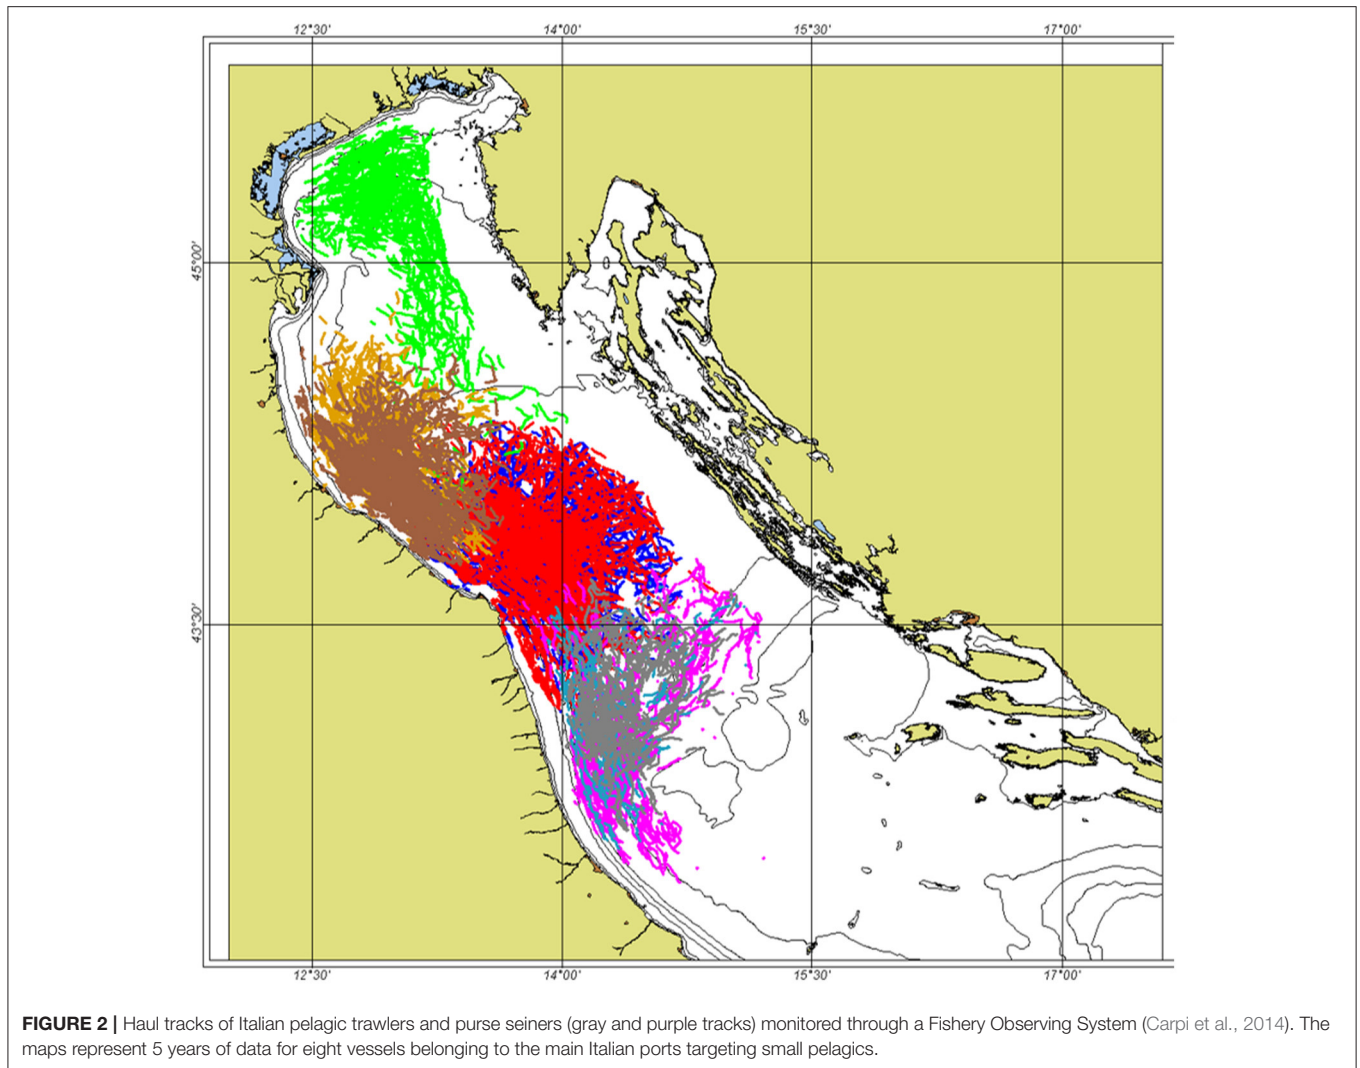 12°30' 14°00' 15°30' 17°00'
45°00'
43°30'
12°30' 14°00' 15°30' 17°00'
FIGURE 2 | Haul tracks of Italian pelagic trawlers and purse seiners (gray and purple tracks) monitored through a Fishery Observing System (Carpi et al., 2014). The
maps represent 5 years of data for eight vessels belonging to the main Italian ports targeting small pelagics.